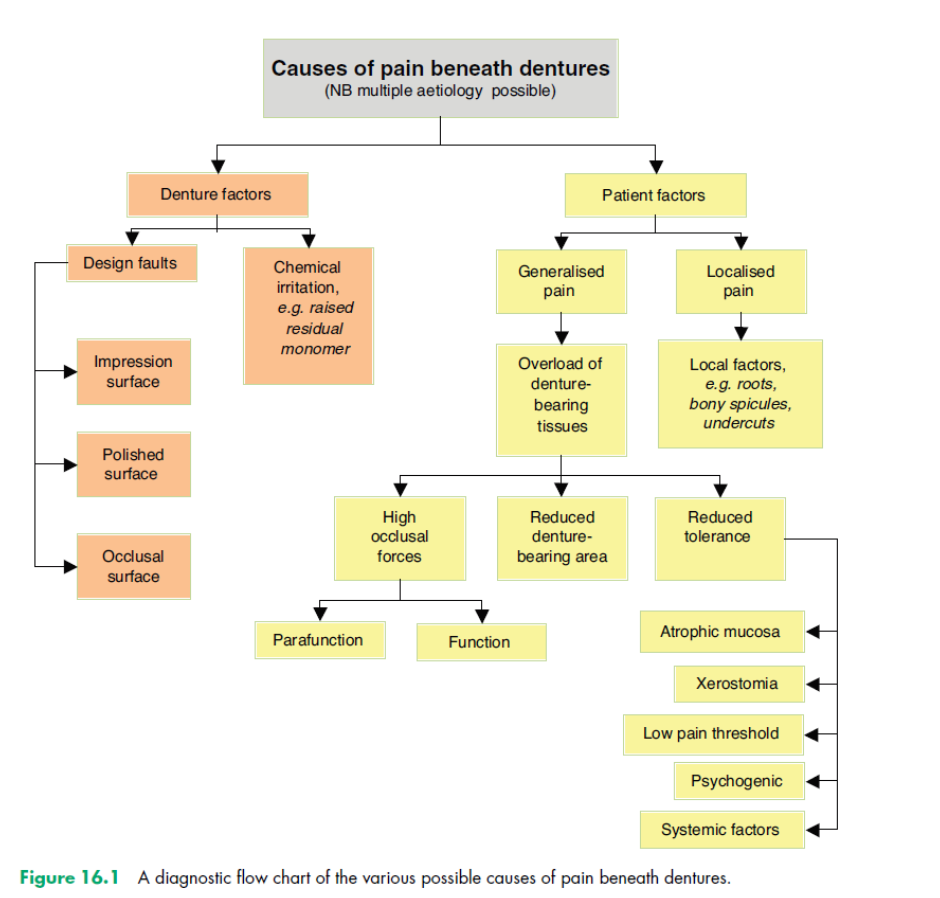 Causes of pain beneath dentures
(NB multiple aetiology possible)
Denture factors
Patient factors
Design faults
Chemical
irritation,
e.g. raised
residual
monomer
Generalised
pain
Localised
pain
Impression
surface
Overload of
denture-
bearing
tissues
Local factors,
e.g. roots,
bony spicules,
undercuts
Polished
surface
High
occlusal
forces
Reduced
denture-
bearing area
Reduced
tolerance
Occlusal
surface
Parafunction
Function
Atrophic mucosa
Xerostomia
Low pain threshold
Psychogenic
Systemic factors
Figure 16.1 A diagnostic flow chart of the various possible causes of pain beneath dentures.